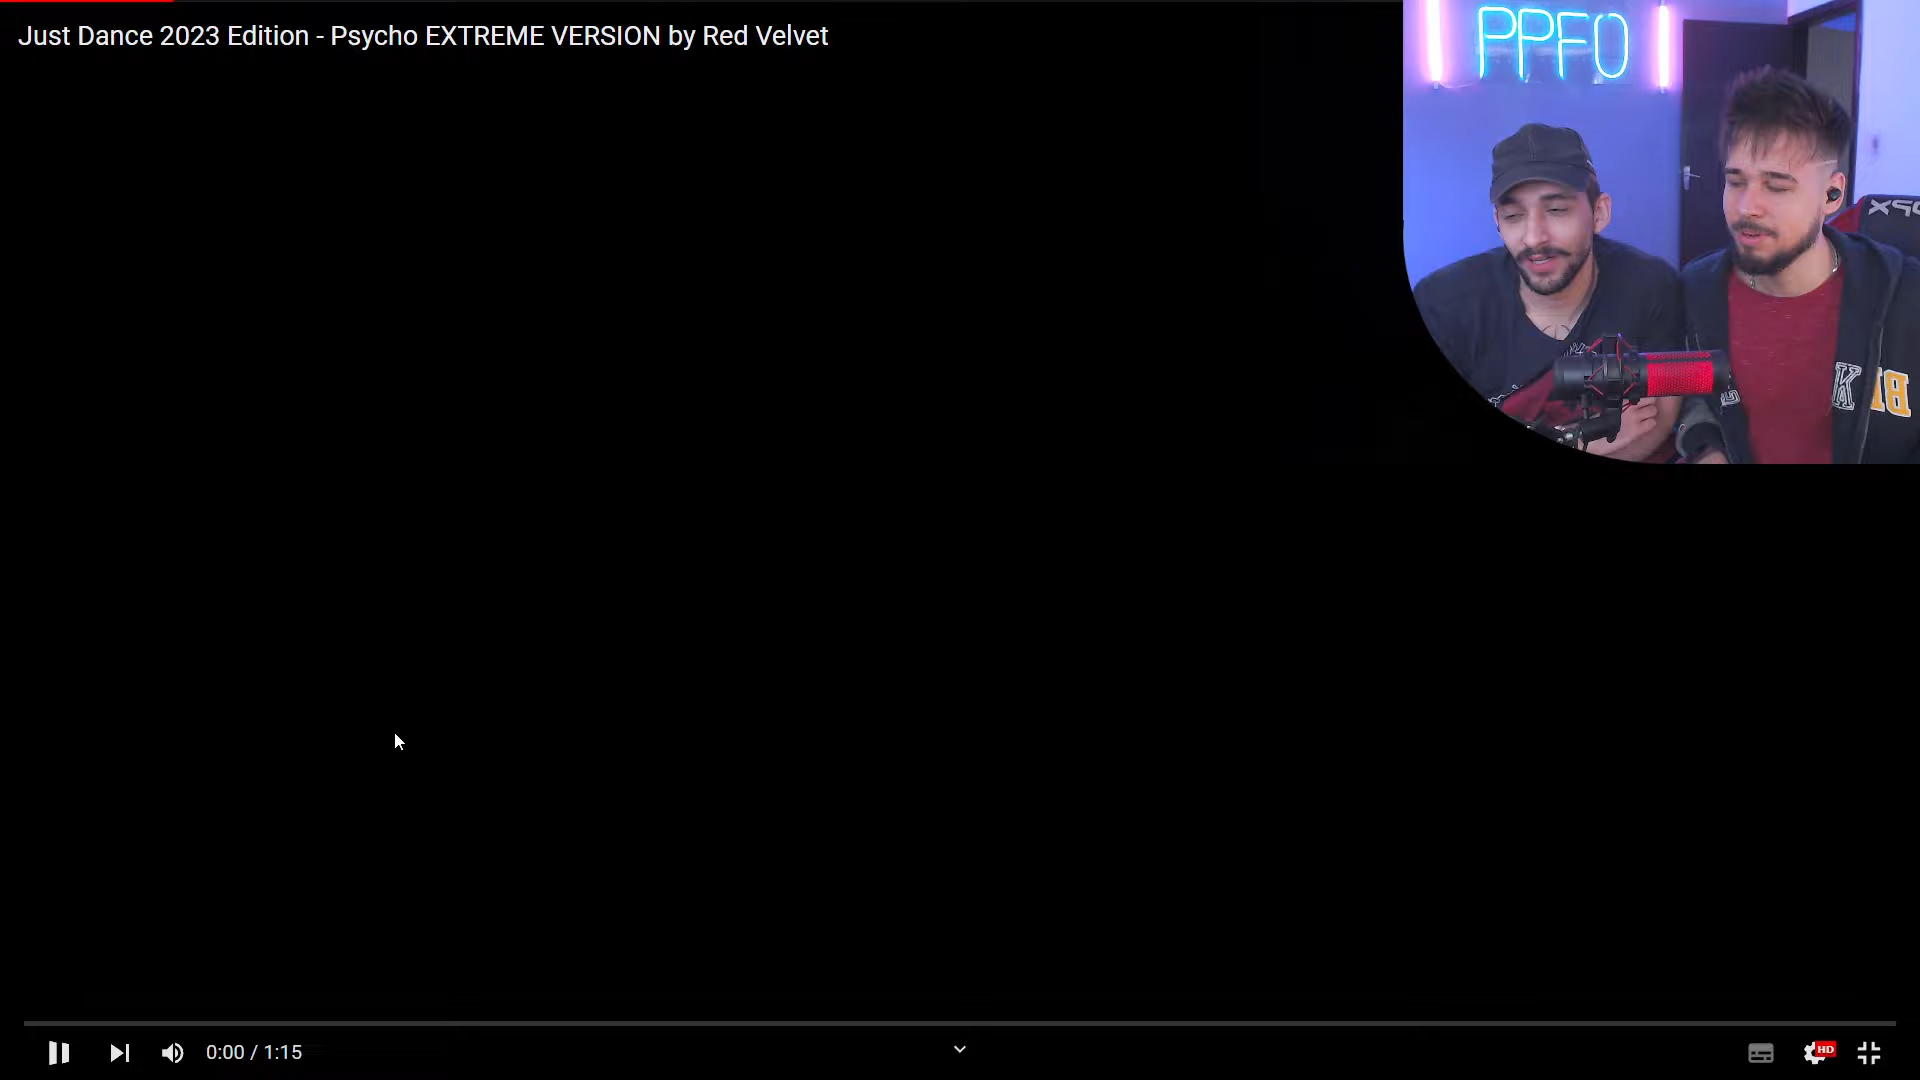 Just Dance 2023 Edition - Psycho EXTREME VERSION by Red Velvet
PPFO
0:00 / 1:15
HD